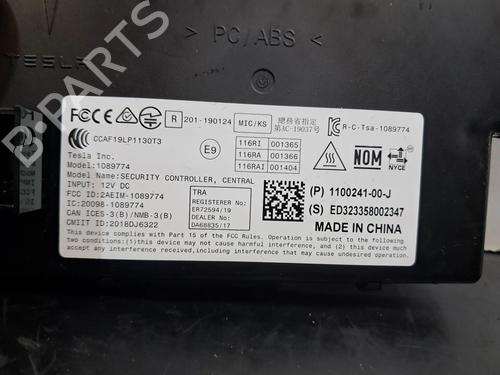 > PC/ABS <
TESLA
FCC CE R 201-190124 MIC/KS 總務省指定 第AC-19037号 R-C-Tsa-1089774
CCAF19LP1130T3
E9
116RI 001365
116RA 001366
116RAI 001404
NOM
NYCE
Tesla Inc.
Model:1089774
Name:SECURITY CONTROLLER, CENTRAL
INPUT: 12V DC
FCC ID:2AEIM-1089774
IC:20098-1089774
CAN ICES-3(B)/NMB-3(B)
CMIIT ID:2018DJ6322
TRA
REGISTERED No:
ER72594/19
DEALER No:
DA68835/17
(P) 1100241-00-J
(S) ED323358002347
MADE IN CHINA
This device complies with Part 15 of the FCC Rules. Operation is subject to the following
two conditions: (1) this device may not cause harmful interference, and (2) this device
must accept any interference received, including interference that may cause undesired
operation.